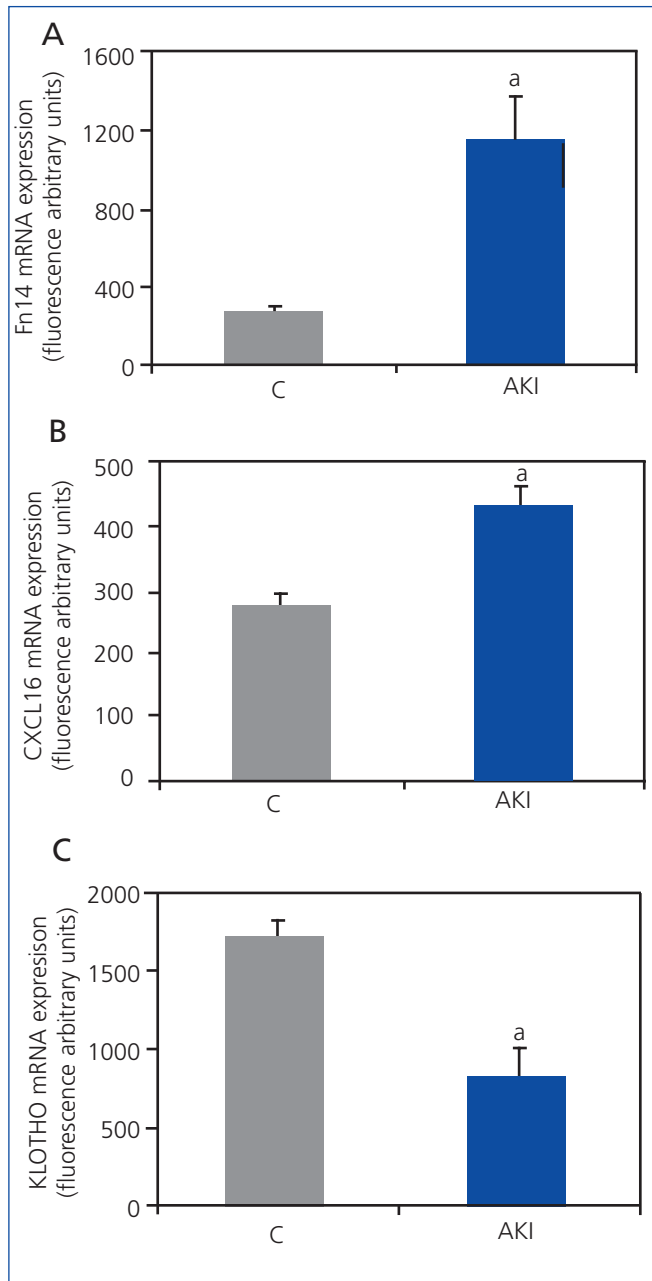 A
Fn14 mRNA expression
(fluorescence arbitrary units)
1600
1200
800
400
0
a
C
AKI
B
CXCL16 mRNA expression
(fluorescence arbitrary units)
500
400
300
200
100
0
a
C
AKI
C
KLOTHO mRNA expresison
(fluorescence arbitrary units)
2000
1500
1000
500
0
a
C
AKI